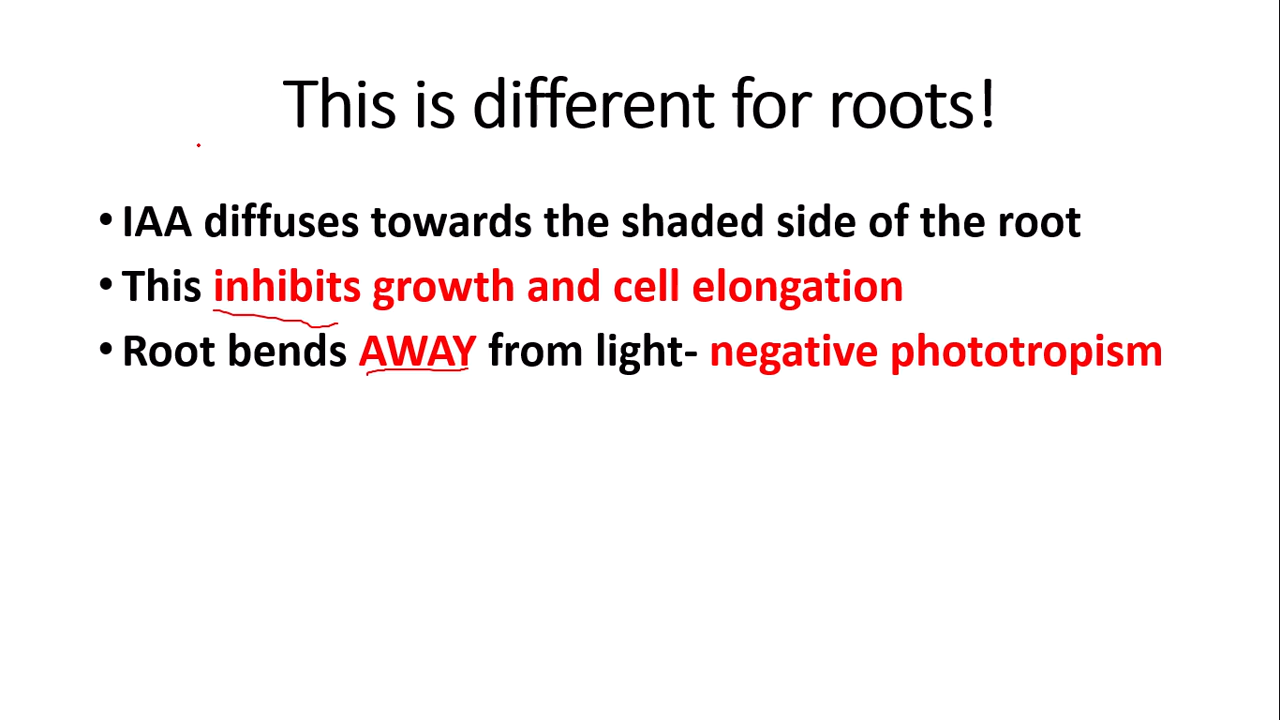 This is different for roots!
• IAA diffuses towards the shaded side of the root
• This inhibits growth and cell elongation
• Root bends AWAY from light- negative phototropism